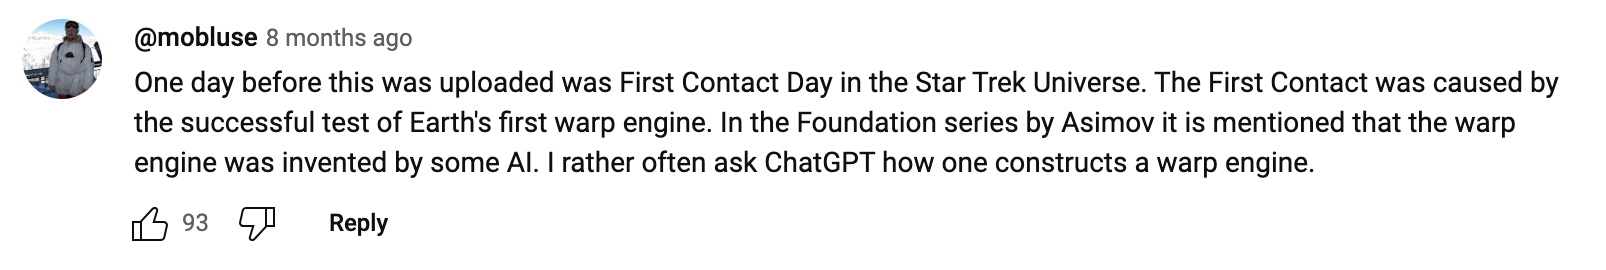 @mobluse 8 months ago
One day before this was uploaded was First Contact Day in the Star Trek Universe. The First Contact was caused by
the successful test of Earth's first warp engine. In the Foundation series by Asimov it is mentioned that the warp
engine was invented by some AI. I rather often ask ChatGPT how one constructs a warp engine.
93 Reply